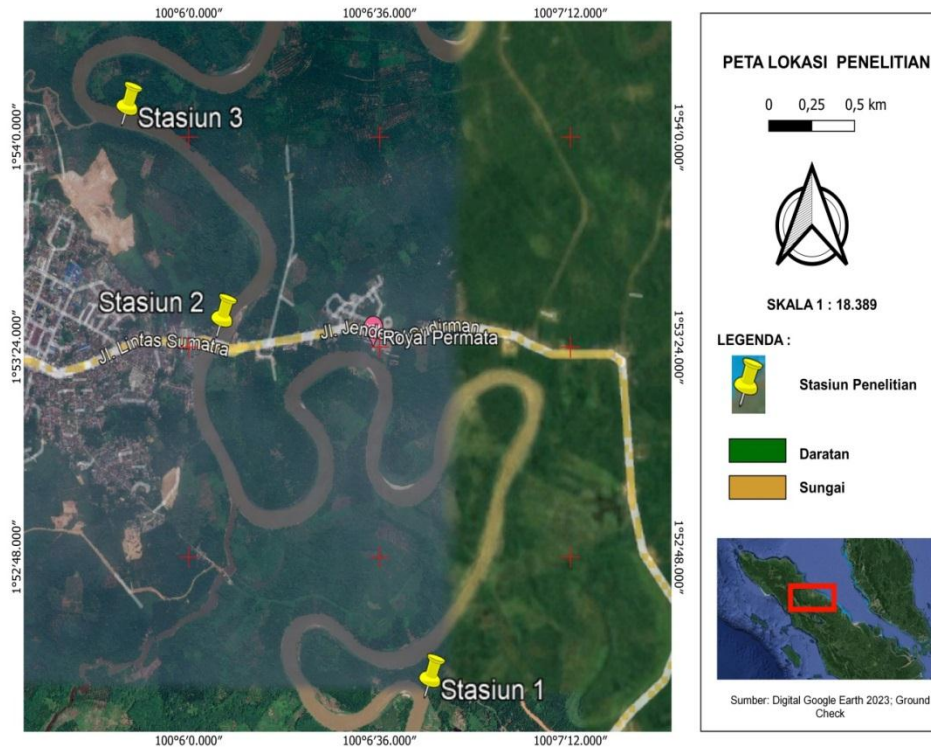 100°6'0.000"
100°6'36.000"
100°7'12.000"
1°54'0.000"
1°54'0.000"
Stasiun 3
Stasiun 2
1°53'24.000"
1°53'24.000"
Jl. Lintas Sumatra
Jl. Jende Sudirman
Royal Permata
1°52'48.000"
1°52'48.000"
Stasiun 1
100°6'0.000"
100°6'36.000"
100°7'12.000"
PETA LOKASI PENELITIAN
0 0,25 0,5 km
SKALA 1 : 18.389
LEGENDA :
Stasiun Penelitian
Daratan
Sungai
Sumber: Digital Google Earth 2023; Ground
Check